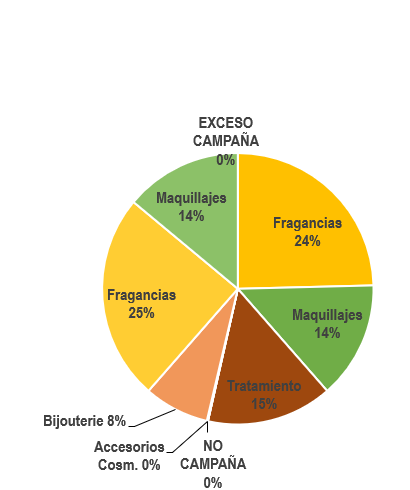 EXCESO
CAMPAÑA
0%
Maquillajes
14%
Fragancias
24%
Fragancias
25%
Maquillajes
14%
Tratamiento
15%
Bijouterie 8%
Accesorios
Cosm. 0%
NO
CAMPAÑA
0%